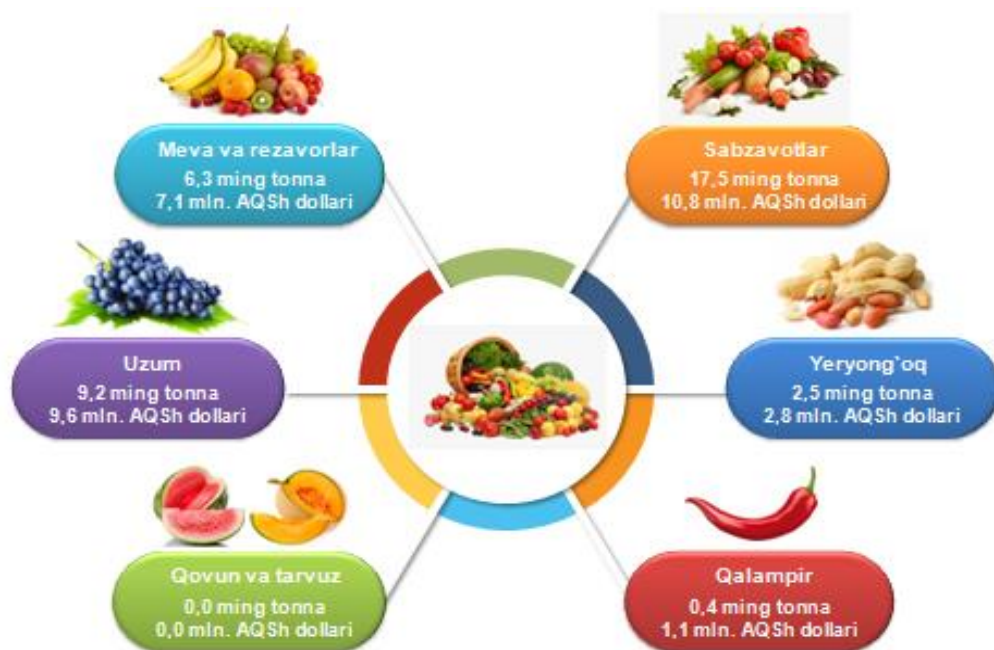 Meva va rezavorlar
6,3 ming tonna
7,1 mln. AQSh dollari
Sabzavotlar
17,5 ming tonna
10,8 mln. AQSh dollari
Uzum
9,2 ming tonna
9,6 mln. AQSh dollari
Yeryong`oq
2,5 ming tonna
2,8 mln. AQSh dollari
Qovun va tarvuz
0,0 ming tonna
0,0 mln. AQSh dollari
Qalampir
0,4 ming tonna
1,1 mln. AQSh dollari